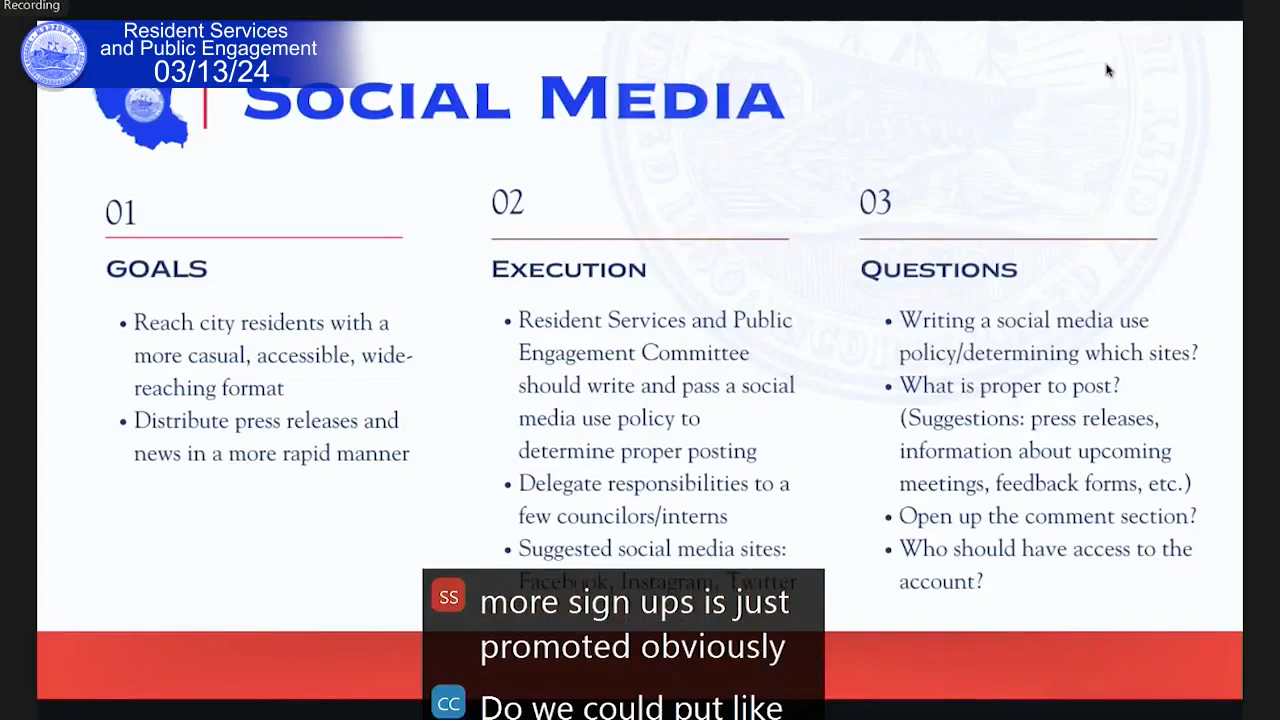 Recording
Resident Services
and Public Engagement
03/13/24
Social Media
01
GOALS
• Reach city residents with a
more casual, accessible, wide-
reaching format
• Distribute press releases and
news in a more rapid manner
02
Execution
• Resident Services and Public
Engagement Committee
should write and pass a social
media use policy to
determine proper posting
• Delegate responsibilities to a
few councilors/interns
• Suggested social media sites:
Facebook, Instagram, Twitter
03
Questions
• Writing a social media use
policy/determining which sites?
• What is proper to post?
(Suggestions: press releases,
information about upcoming
meetings, feedback forms, etc.)
• Open up the comment section?
• Who should have access to the
account?
SS
more sign ups is just
promoted obviously
CC
Do we could put like